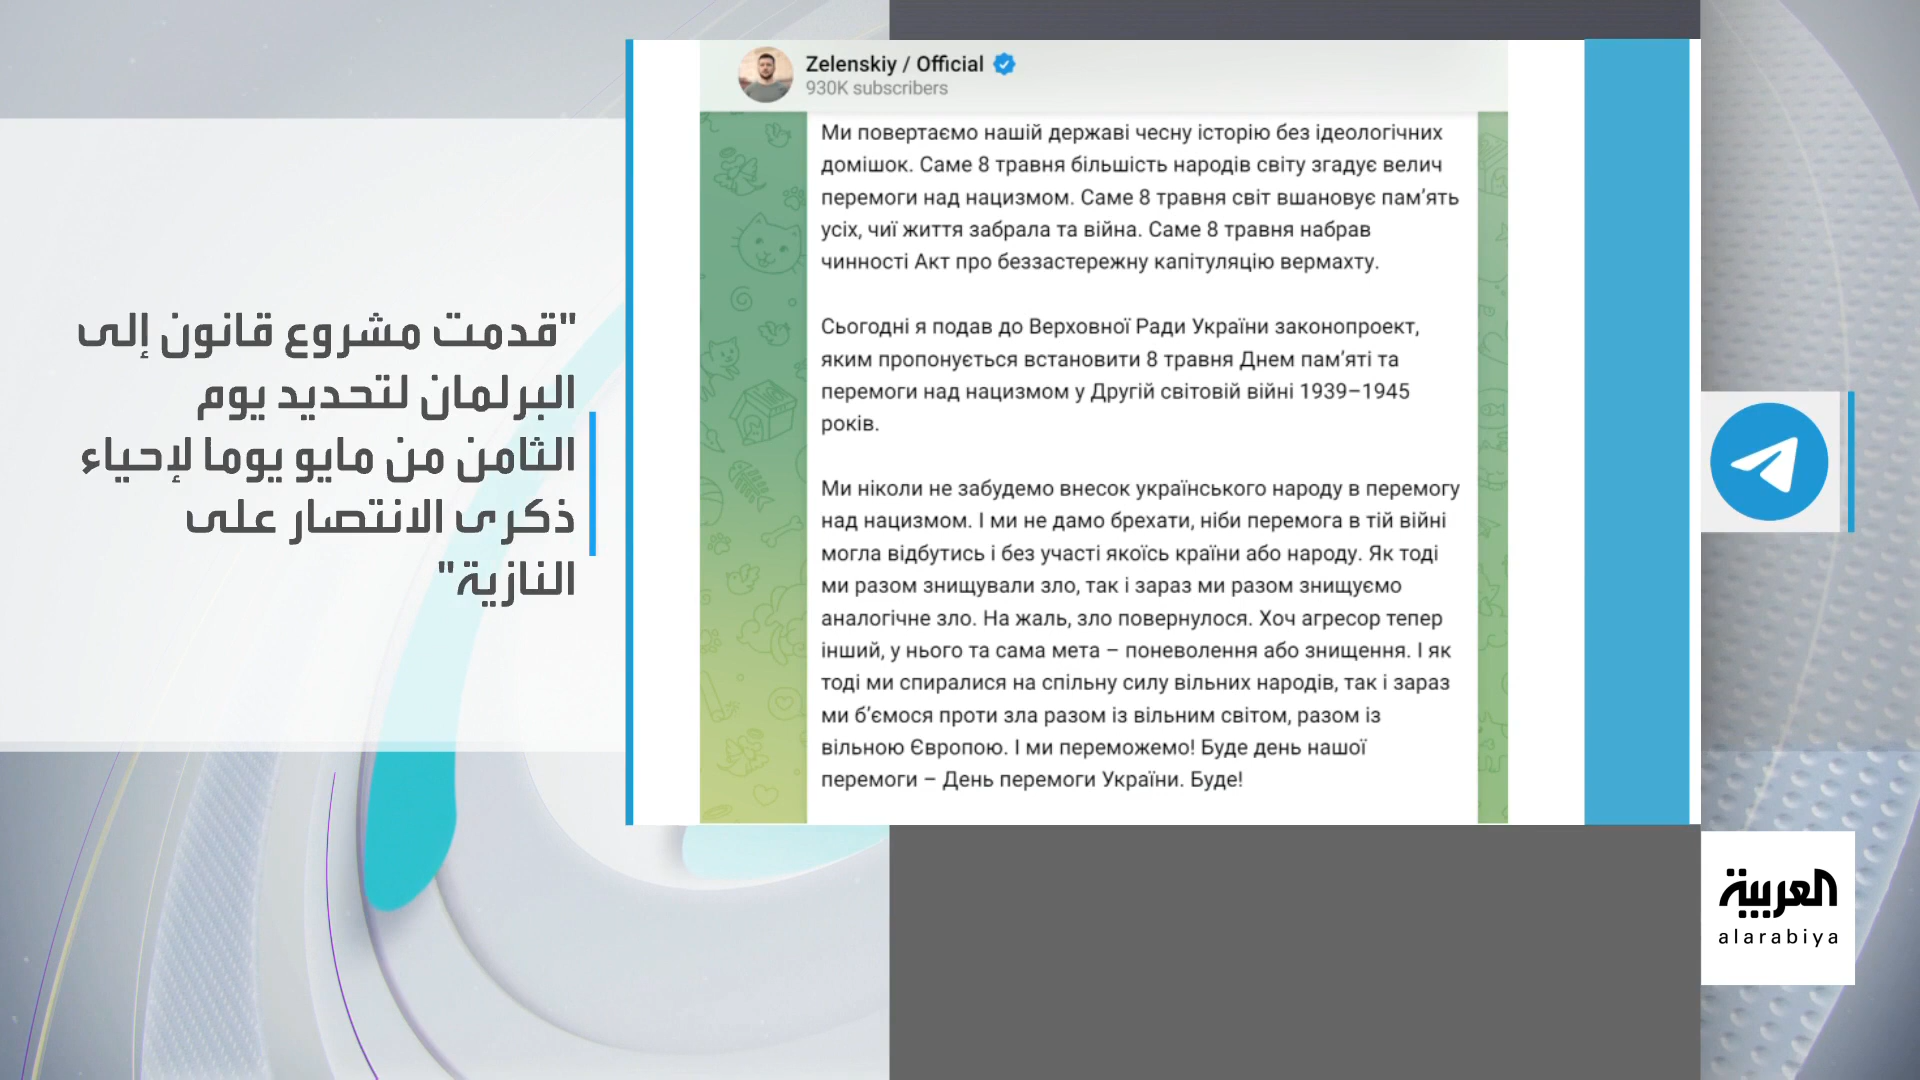 "قدمت مشروع قانون إلى
البرلمان لتحديد يوم
الثامن من مايو يوما لإحياء
ذكرى الانتصار على
النازية"
Zelenskiy / Official
930K subscribers
Ми повертаємо нашій державі чесну історію без ідеологічних
домішок. Саме 8 травня більшість народів світу згадує велич
перемоги над нацизмом. Саме 8 травня світ вшановує пам’ять
усіх, чиї життя забрала та війна. Саме 8 травня набрав
чинності Акт про беззастережну капітуляцію вермахту.
Сьогодні я подав до Верховної Ради України законопроект,
яким пропонується встановити 8 травня Днем пам’яті та
перемоги над нацизмом у Другій світовій війні 1939–1945
років.
Ми ніколи не забудемо внесок українського народу в перемогу
над нацизмом. І ми не дамо брехати, ніби перемога в тій війні
могла відбутись і без участі якоїсь країни або народу. Як тоді
ми разом знищували зло, так і зараз ми разом знищуємо
аналогічне зло. На жаль, зло повернулося. Хоч агресор тепер
інший, у нього та сама мета – поневолення або знищення. І як
тоді ми спиралися на спільну силу вільних народів, так і зараз
ми б’ємося проти зла разом із вільним світом, разом із
вільною Європою. І ми переможемо! Буде день нашої
перемоги – День перемоги України. Буде!
العربية
alarabiya